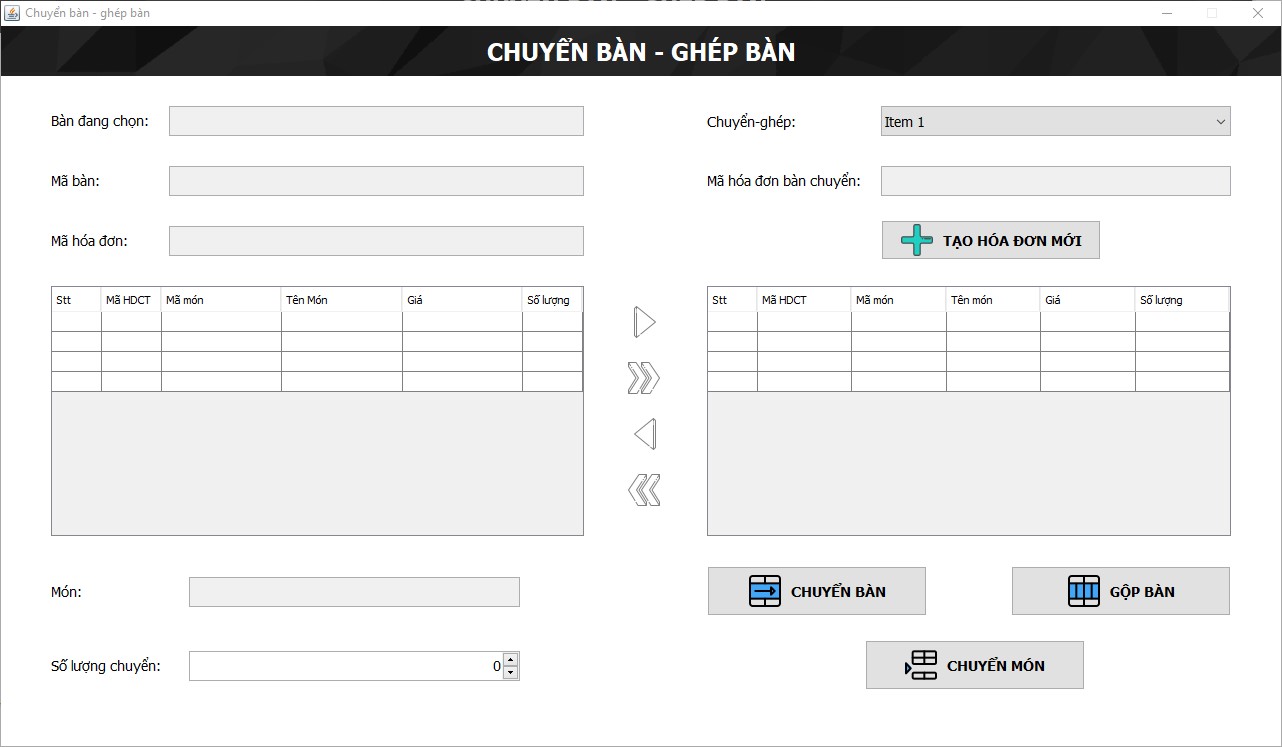 Chuyển bàn - ghép bàn
CHUYỂN BÀN - GHÉP BÀN
Bàn đang chọn:
Chuyển-ghép: Item 1
Mã bàn:
Mã hóa đơn bàn chuyển:
Mã hóa đơn:
TẠO HÓA ĐƠN MỚI
Stt Mã HDCT Mã món Tên Món Giá Số lượng
Stt Mã HDCT Mã món Tên món Giá Số lượng
Món:
CHUYỂN BÀN
GỘP BÀN
Số lượng chuyển: 0
CHUYỂN MÓN